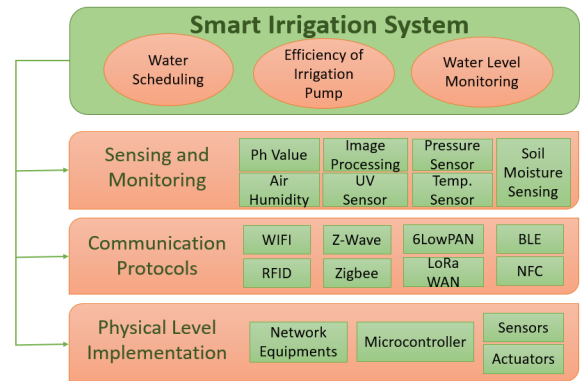 Smart Irrigation System
Water
Scheduling
Efficiency of
Irrigation
Pump
Water Level
Monitoring
Sensing and
Monitoring
Ph Value
Image
Processing
Pressure
Sensor
Soil
Moisture
Sensing
Air
Humidity
UV
Sensor
Temp.
Sensor
Communication
Protocols
WIFI
Z-Wave
6LowPAN
BLE
RFID
Zigbee
LoRa
WAN
NFC
Physical Level
Implementation
Network
Equipments
Microcontroller
Sensors
Actuators